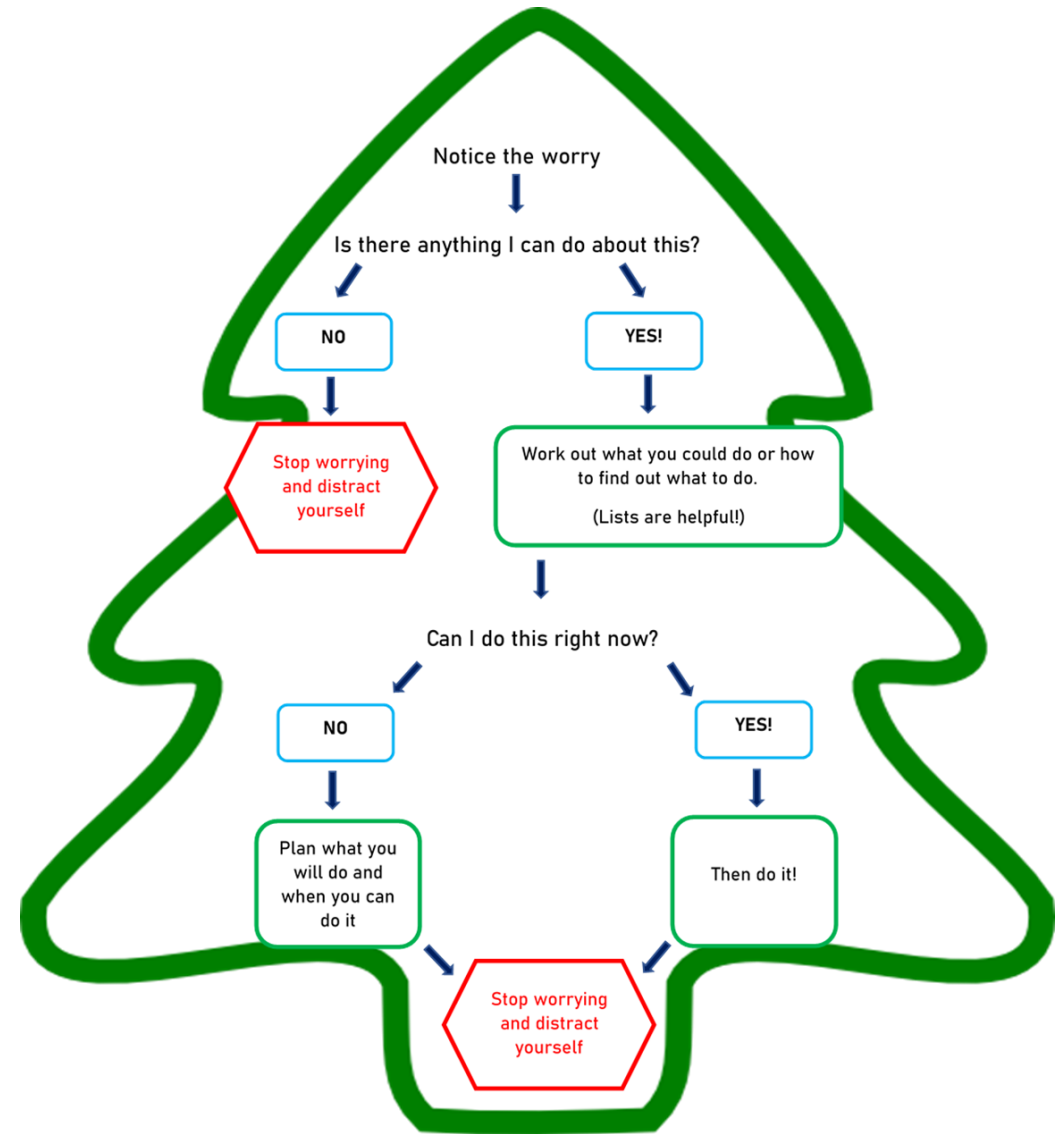 Notice the worry
Is there anything I can do about this?
NO
YES!
Stop worrying
and distract
yourself
Work out what you could do or how
to find out what to do.
(Lists are helpful!)
Can I do this right now?
NO
YES!
Plan what you
will do and
when you can
do it
Then do it!
Stop worrying
and distract
yourself